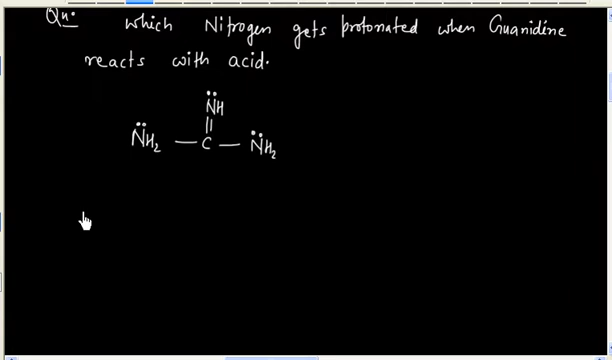 Qn. which Nitrogen gets protonated when Guanidine
reacts with acid.
N̈H
||
N̈H₂ — C — N̈H₂